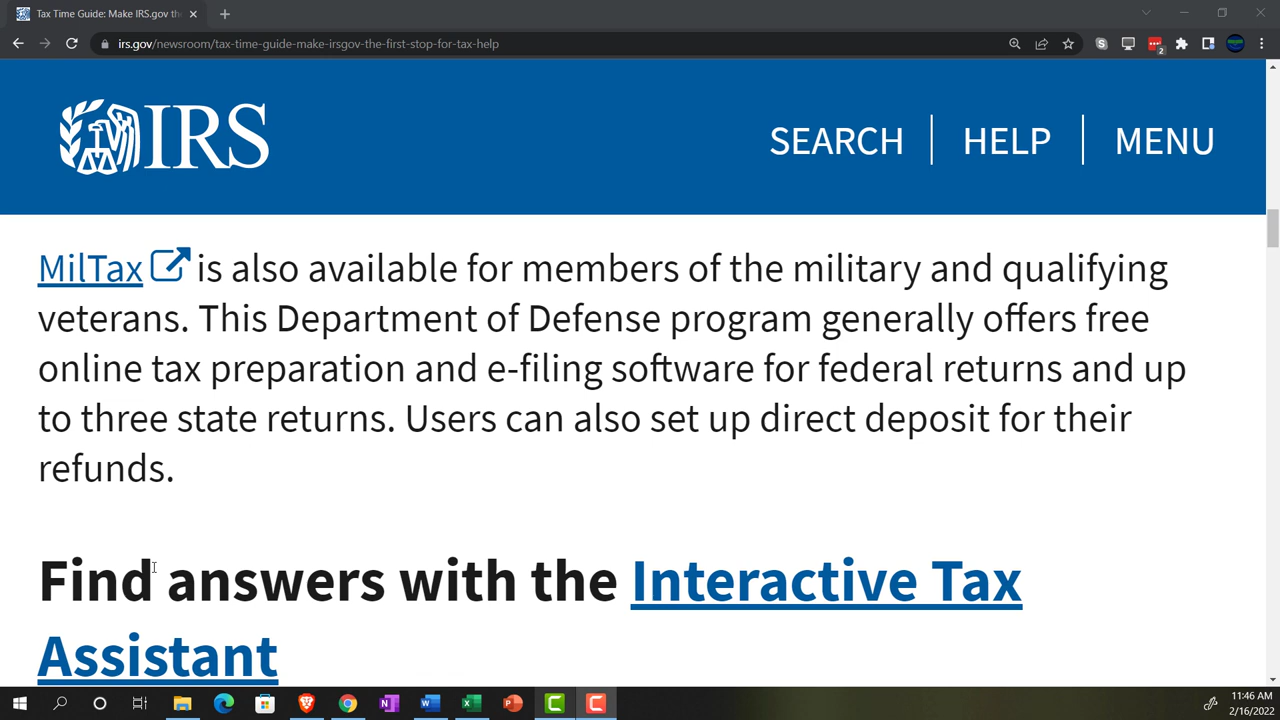 Tax Time Guide: Make IRS.gov the
irs.gov/newsroom/tax-time-guide-make-irsgov-the-first-stop-for-tax-help
2
IRS
SEARCH HELP MENU
MilTax is also available for members of the military and qualifying
veterans. This Department of Defense program generally offers free
online tax preparation and e-filing software for federal returns and up
to three state returns. Users can also set up direct deposit for their
refunds.
Find answers with the Interactive Tax
Assistant
11:46 AM
2/16/2022